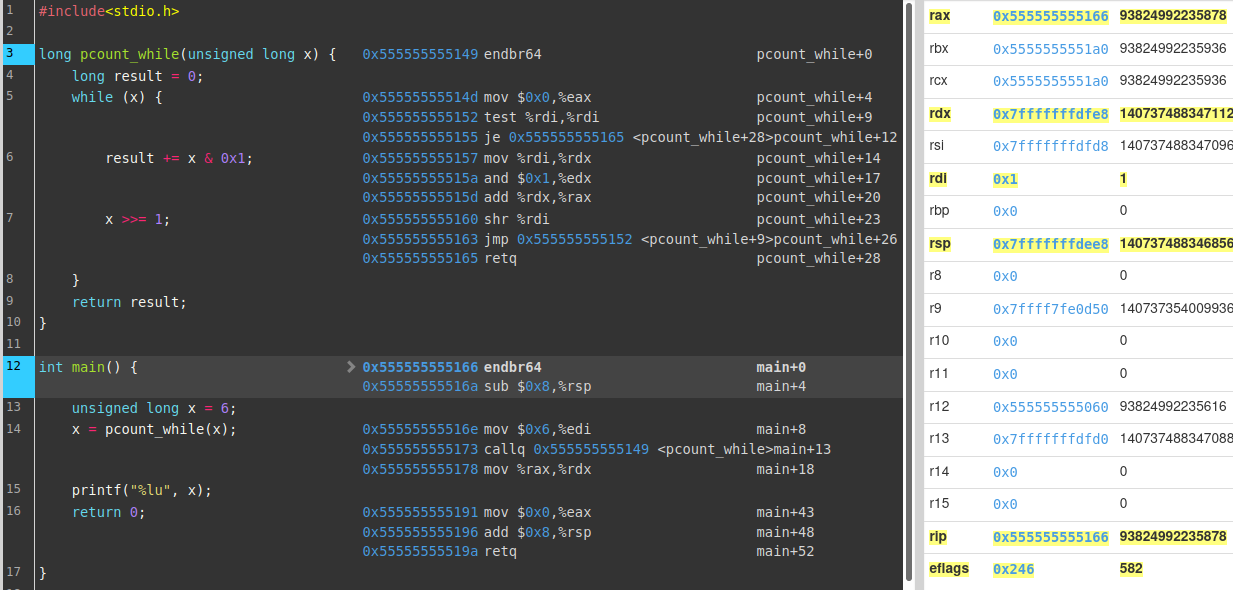 1 #include<stdio.h>
2
3 long pcount_while(unsigned long x) { 0x555555555149 endbr64 pcount_while+0
4 long result = 0;
5 while (x) { 0x55555555514d mov $0x0,%eax pcount_while+4
0x555555555152 test %rdi,%rdi pcount_while+9
0x555555555155 je 0x555555555165 <pcount_while+28>pcount_while+12
6 result += x & 0x1; 0x555555555157 mov %rdi,%rdx pcount_while+14
0x55555555515a and $0x1,%edx pcount_while+17
0x55555555515d add %rdx,%rax pcount_while+20
7 x >>= 1; 0x555555555160 shr %rdi pcount_while+23
0x555555555163 jmp 0x555555555152 <pcount_while+9>pcount_while+26
0x555555555165 retq pcount_while+28
8 }
9 return result;
10 }
11
12 int main() { 0x555555555166 endbr64 main+0
0x55555555516a sub $0x8,%rsp main+4
13 unsigned long x = 6;
14 x = pcount_while(x); 0x55555555516e mov $0x6,%edi main+8
0x555555555173 callq 0x555555555149 <pcount_while>main+13
0x555555555178 mov %rax,%rdx main+18
15 printf("%lu", x);
16 return 0; 0x555555555191 mov $0x0,%eax main+43
0x555555555196 add $0x8,%rsp main+48
0x55555555519a retq main+52
17 }
rax 0x555555555166 93824992235878
rbx 0x5555555551a0 93824992235936
rcx 0x5555555551a0 93824992235936
rdx 0x7fffffffdfe8 140737488347112
rsi 0x7fffffffdfd8 140737488347096
rdi 0x1 1
rbp 0x0 0
rsp 0x7fffffffdee8 140737488346856
r8 0x0 0
r9 0x7ffff7fe0d50 140737354009936
r10 0x0 0
r11 0x0 0
r12 0x555555555060 93824992235616
r13 0x7fffffffdfd0 140737488347088
r14 0x0 0
r15 0x0 0
rip 0x555555555166 93824992235878
eflags 0x246 582